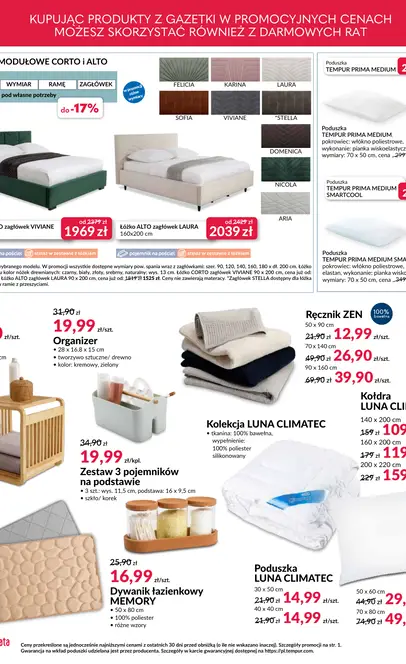 KUPUJĄC PRODUKTY Z GAZETKI W PROMOCYJNYCH CENACH
MOŻESZ SKORZYSTAĆ RÓWNIEŻ Z DARMOWYCH RAT
MODUŁOWE CORTO i ALTO
WYMIAR
RAMĘ
ZAGŁÓWEK
pod własne potrzeby
do -17%
FELICIA
KARINA
LAURA
SOFIA
VIVIANE
*STELLA
DOMENICA
NICOLA
ARIA
ALTO zagłówek VIVIANE
od 2379 zł
1969 zł
Łóżko ALTO zagłówek LAURA
160x200 cm
od 2429 zł
2039 zł
Poduszka
TEMPUR PRIMA MEDIUM
Poduszka
TEMPUR PRIMA MEDIUM
pokrowiec: włókno poliestrowe,
wykonanie: pianka wiskoelastyczna
wymiary: 70 x 50 cm, cena
Poduszka
TEMPUR PRIMA MEDIUM
SMARTCOOL
Poduszka
TEMPUR PRIMA MEDIUM SMA
pokrowiec: włókno poliestrowe,
elastan, wykonanie: pianka wisko
wymiary: 70 x 50 cm, cena
31,90 zł
19,99 zł/szt.
Organizer
• 28 x 16.8 x 15 cm
• tworzywo sztuczne/ drewno
• kolor: kremowy, zielony
34,90 zł
19,99 zł/kpl.
Zestaw 3 pojemników
na podstawie
• 3 szt.: wys. 11,5 cm, podstawa: 16 x 9,5 cm
• szkło/ korek
25,90 zł
16,99 zł/szt.
Dywanik łazienkowy
MEMORY
• 50 x 80 cm
• 100% poliester
• różne wzory
Ręcznik ZEN
100%
bawełna
50 x 90 cm
21,90 zł 12,99 zł/szt.
70 x 140 cm
49,90 zł 26,90 zł/szt.
90 x 160 cm
69,90 zł 39,90 zł/szt.
Kolekcja LUNA CLIMATEC
• tkanina: 100% bawełna,
wypełnienie:
100% poliester
silikonowany
Kołdra
LUNA CLI
140 x 200 cm
159 zł 109
160 x 200 cm
179 zł 119
200 x 220 cm
229 zł 159
Poduszka
LUNA CLIMATEC
30 x 50 cm
21,90 zł 14,99 zł/szt.
40 x 40 cm
21,90 zł 14,99 zł/szt.
50 x 60 cm
44,90 zł 29,
70 x 80 cm
74,90 zł 49,
Ceny przekreślone są jednocześnie najniższymi cenami z ostatnich 30 dni przed obniżką (o ile nie wskazano inaczej). Szczegóły promocji na str. 1.
Gwarancja na wkład poduszki udzielona jest przez producenta. Szczegóły w karcie gwarancyjnej dostępnej na: https://pl.tempur.com.